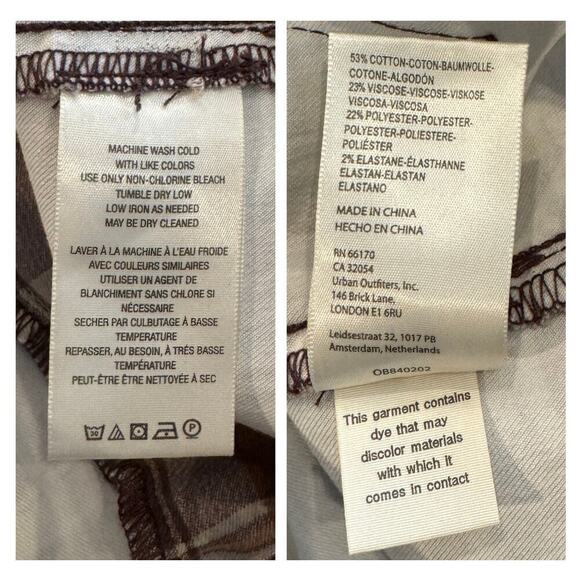 MACHINE WASH COLD
WITH LIKE COLORS
USE ONLY NON-CHLORINE BLEACH
TUMBLE DRY LOW
LOW IRON AS NEEDED
MAY BE DRY CLEANED
LAVER À LA MACHINE À L'EAU FROIDE
AVEC COULEURS SIMILAIRES
UTILISER UN AGENT DE
BLANCHIMENT SANS CHLORE SI
NÉCESSAIRE
SECHER PAR CULBUTAGE À BASSE
TEMPERATURE
REPASSER, AU BESOIN, À TRÉS BASSE
TEMPÉRATURE
PEUT-ÊTRE ÊTRE NETTOYÉE À SEC
30 P
53% COTTON-COTON-BAUMWOLLE-
COTONE-ALGODÓN
23% VISCOSE-VISCOSE-VISKOSE
VISCOSA-VISCOSA
22% POLYESTER-POLYESTER-
POLYESTER-POLIESTERE-
POLIÉSTER
2% ELASTANE-ÉLASTHANNE
ELASTAN-ELASTAN
ELASTANO
MADE IN CHINA
HECHO EN CHINA
RN 66170
CA 32054
Urban Outfitters, Inc.
146 Brick Lane,
LONDON E1 6RU
Leidsestraat 32, 1017 PB
Amsterdam, Netherlands
OB840202
This garment contains
dye that may
discolor materials
with which it
comes in contact